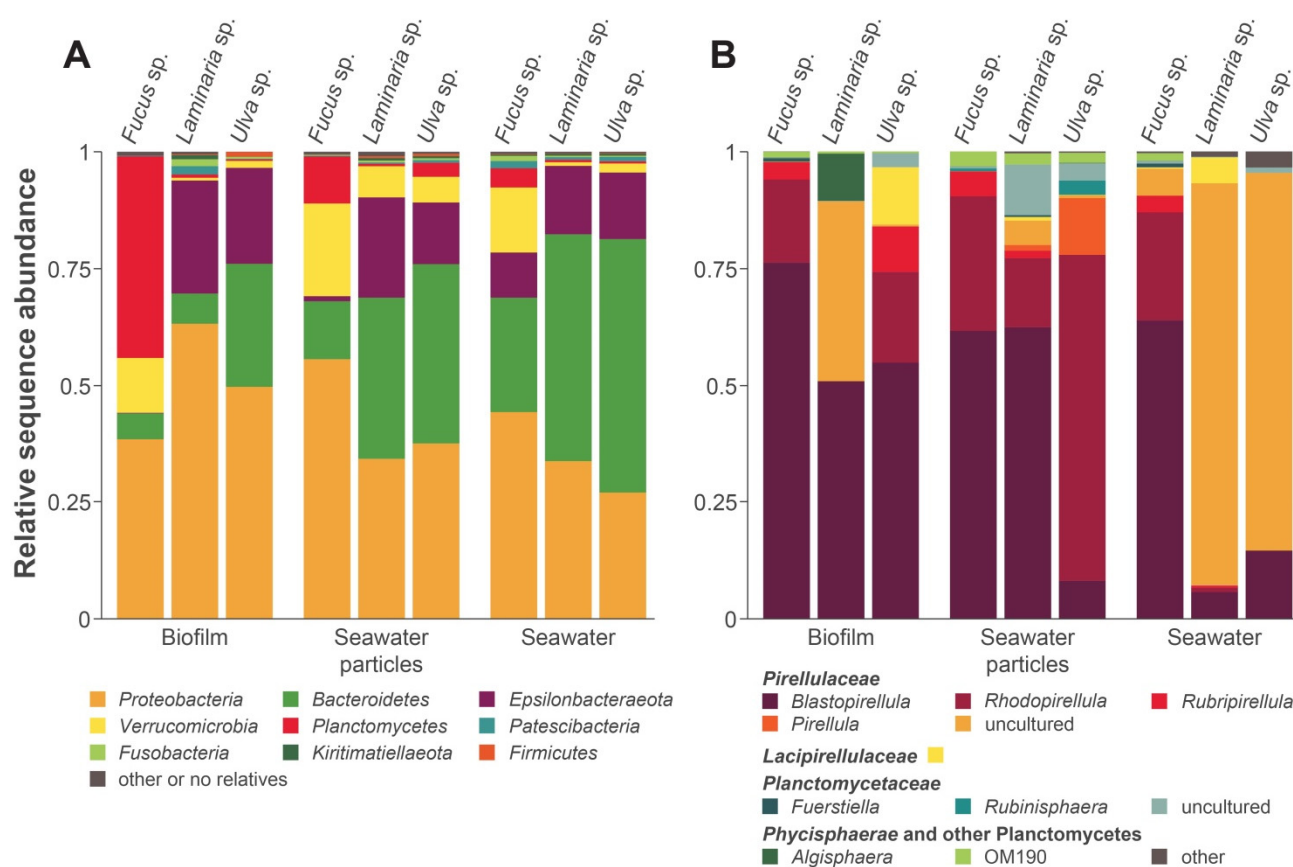 A
Fucus sp.
Laminaria sp.
Ulva sp.
Fucus sp.
Laminaria sp.
Ulva sp.
Fucus sp.
Laminaria sp.
Ulva sp.
Relative sequence abundance
1
0.75
0.5
0.25
0
Biofilm
Seawater particles
Seawater
Proteobacteria Bacteroidetes Epsilonbacteraeota
Verrucomicrobia Planctomycetes Patescibacteria
Fusobacteria Kiritimatiellaeota Firmicutes
other or no relatives
B
Fucus sp.
Laminaria sp.
Ulva sp.
Fucus sp.
Laminaria sp.
Ulva sp.
Fucus sp.
Laminaria sp.
Ulva sp.
1
0.75
0.5
0.25
0
Biofilm
Seawater
particles
Seawater
Pirellulaceae
Blastopirellula Rhodopirellula Rubripirellula
Pirellula uncultured
Lacipirellulaceae
Planctomycetaceae
Fuerstiella Rubinisphaera uncultured
Phycisphaerae and other Planctomycetes
Algisphaera OM190 other